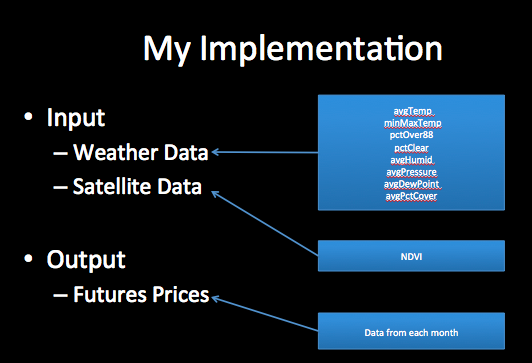 My Implementation
• Input
– Weather Data
– Satellite Data
• Output
– Futures Prices
avgTemp
minMaxTemp
pctOver88
pctClear
avgHumid
avgPressure
avgDewPoint
avgPctCover
NDVI
Data from each month